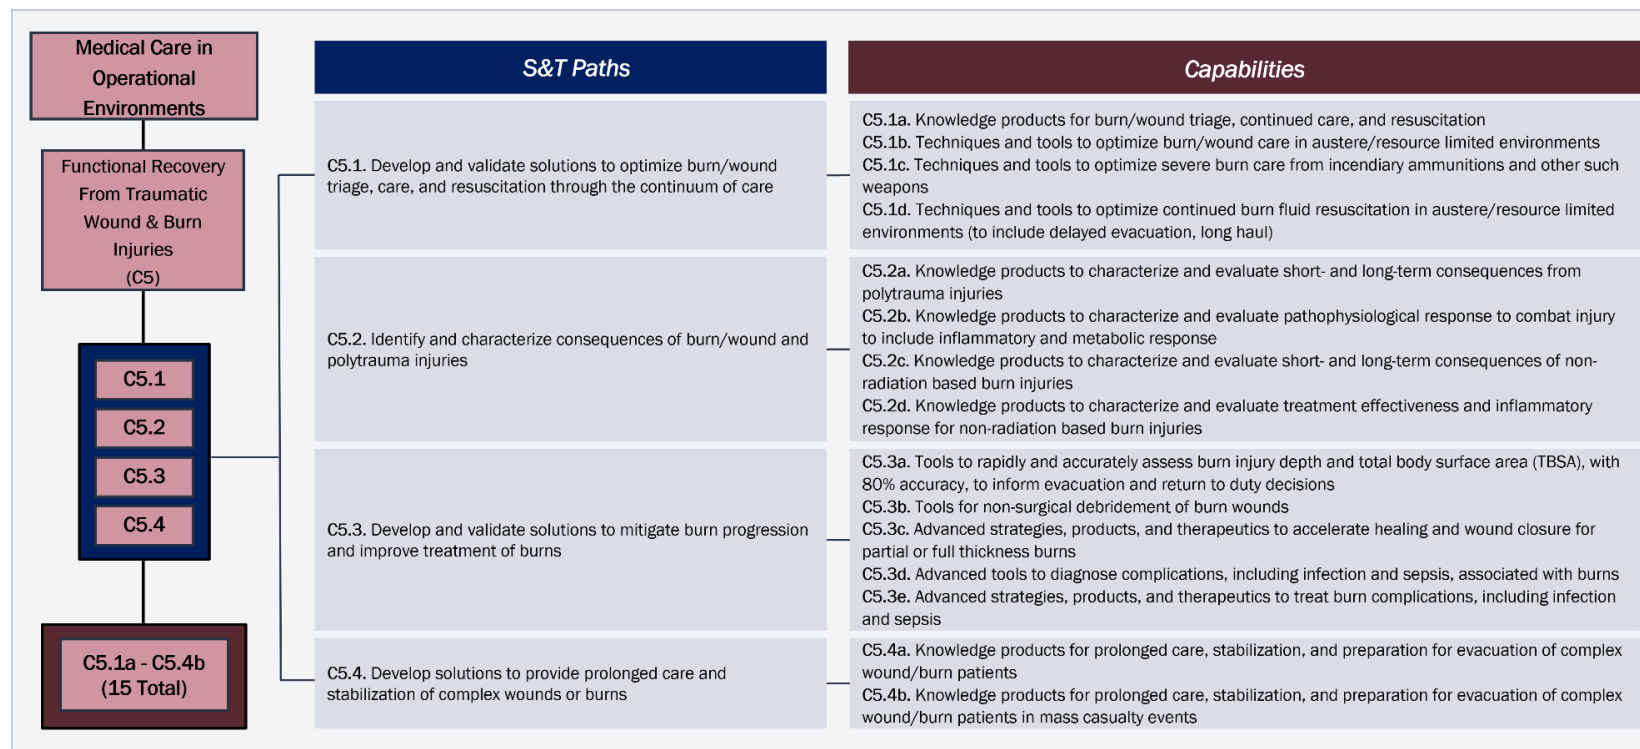 Medical Care in
Operational
Environments
Functional Recovery
From Traumatic
Wound & Burn
Injuries
(C5)
C5.1
C5.2
C5.3
C5.4
C5.1a - C5.4b
(15 Total)
S&T Paths
Capabilities
C5.1. Develop and validate solutions to optimize burn/wound
triage, care, and resuscitation through the continuum of care
C5.1a. Knowledge products for burn/wound triage, continued care, and resuscitation
C5.1b. Techniques and tools to optimize burn/wound care in austere/resource limited environments
C5.1c. Techniques and tools to optimize severe burn care from incendiary ammunitions and other such
weapons
C5.1d. Techniques and tools to optimize continued burn fluid resuscitation in austere/resource limited
environments (to include delayed evacuation, long haul)
C5.2. Identify and characterize consequences of burn/wound and
polytrauma injuries
C5.2a. Knowledge products to characterize and evaluate short- and long-term consequences from
polytrauma injuries
C5.2b. Knowledge products to characterize and evaluate pathophysiological response to combat injury
to include inflammatory and metabolic response
C5.2c. Knowledge products to characterize and evaluate short- and long-term consequences of non-
radiation based burn injuries
C5.2d. Knowledge products to characterize and evaluate treatment effectiveness and inflammatory
response for non-radiation based burn injuries
C5.3. Develop and validate solutions to mitigate burn progression
and improve treatment of burns
C5.3a. Tools to rapidly and accurately assess burn injury depth and total body surface area (TBSA), with
80% accuracy, to inform evacuation and return to duty decisions
C5.3b. Tools for non-surgical debridement of burn wounds
C5.3c. Advanced strategies, products, and therapeutics to accelerate healing and wound closure for
partial or full thickness burns
C5.3d. Advanced tools to diagnose complications, including infection and sepsis, associated with burns
C5.3e. Advanced strategies, products, and therapeutics to treat burn complications, including infection
and sepsis
C5.4. Develop solutions to provide prolonged care and
stabilization of complex wounds or burns
C5.4a. Knowledge products for prolonged care, stabilization, and preparation for evacuation of complex
wound/burn patients
C5.4b. Knowledge products for prolonged care, stabilization, and preparation for evacuation of complex
wound/burn patients in mass casualty events